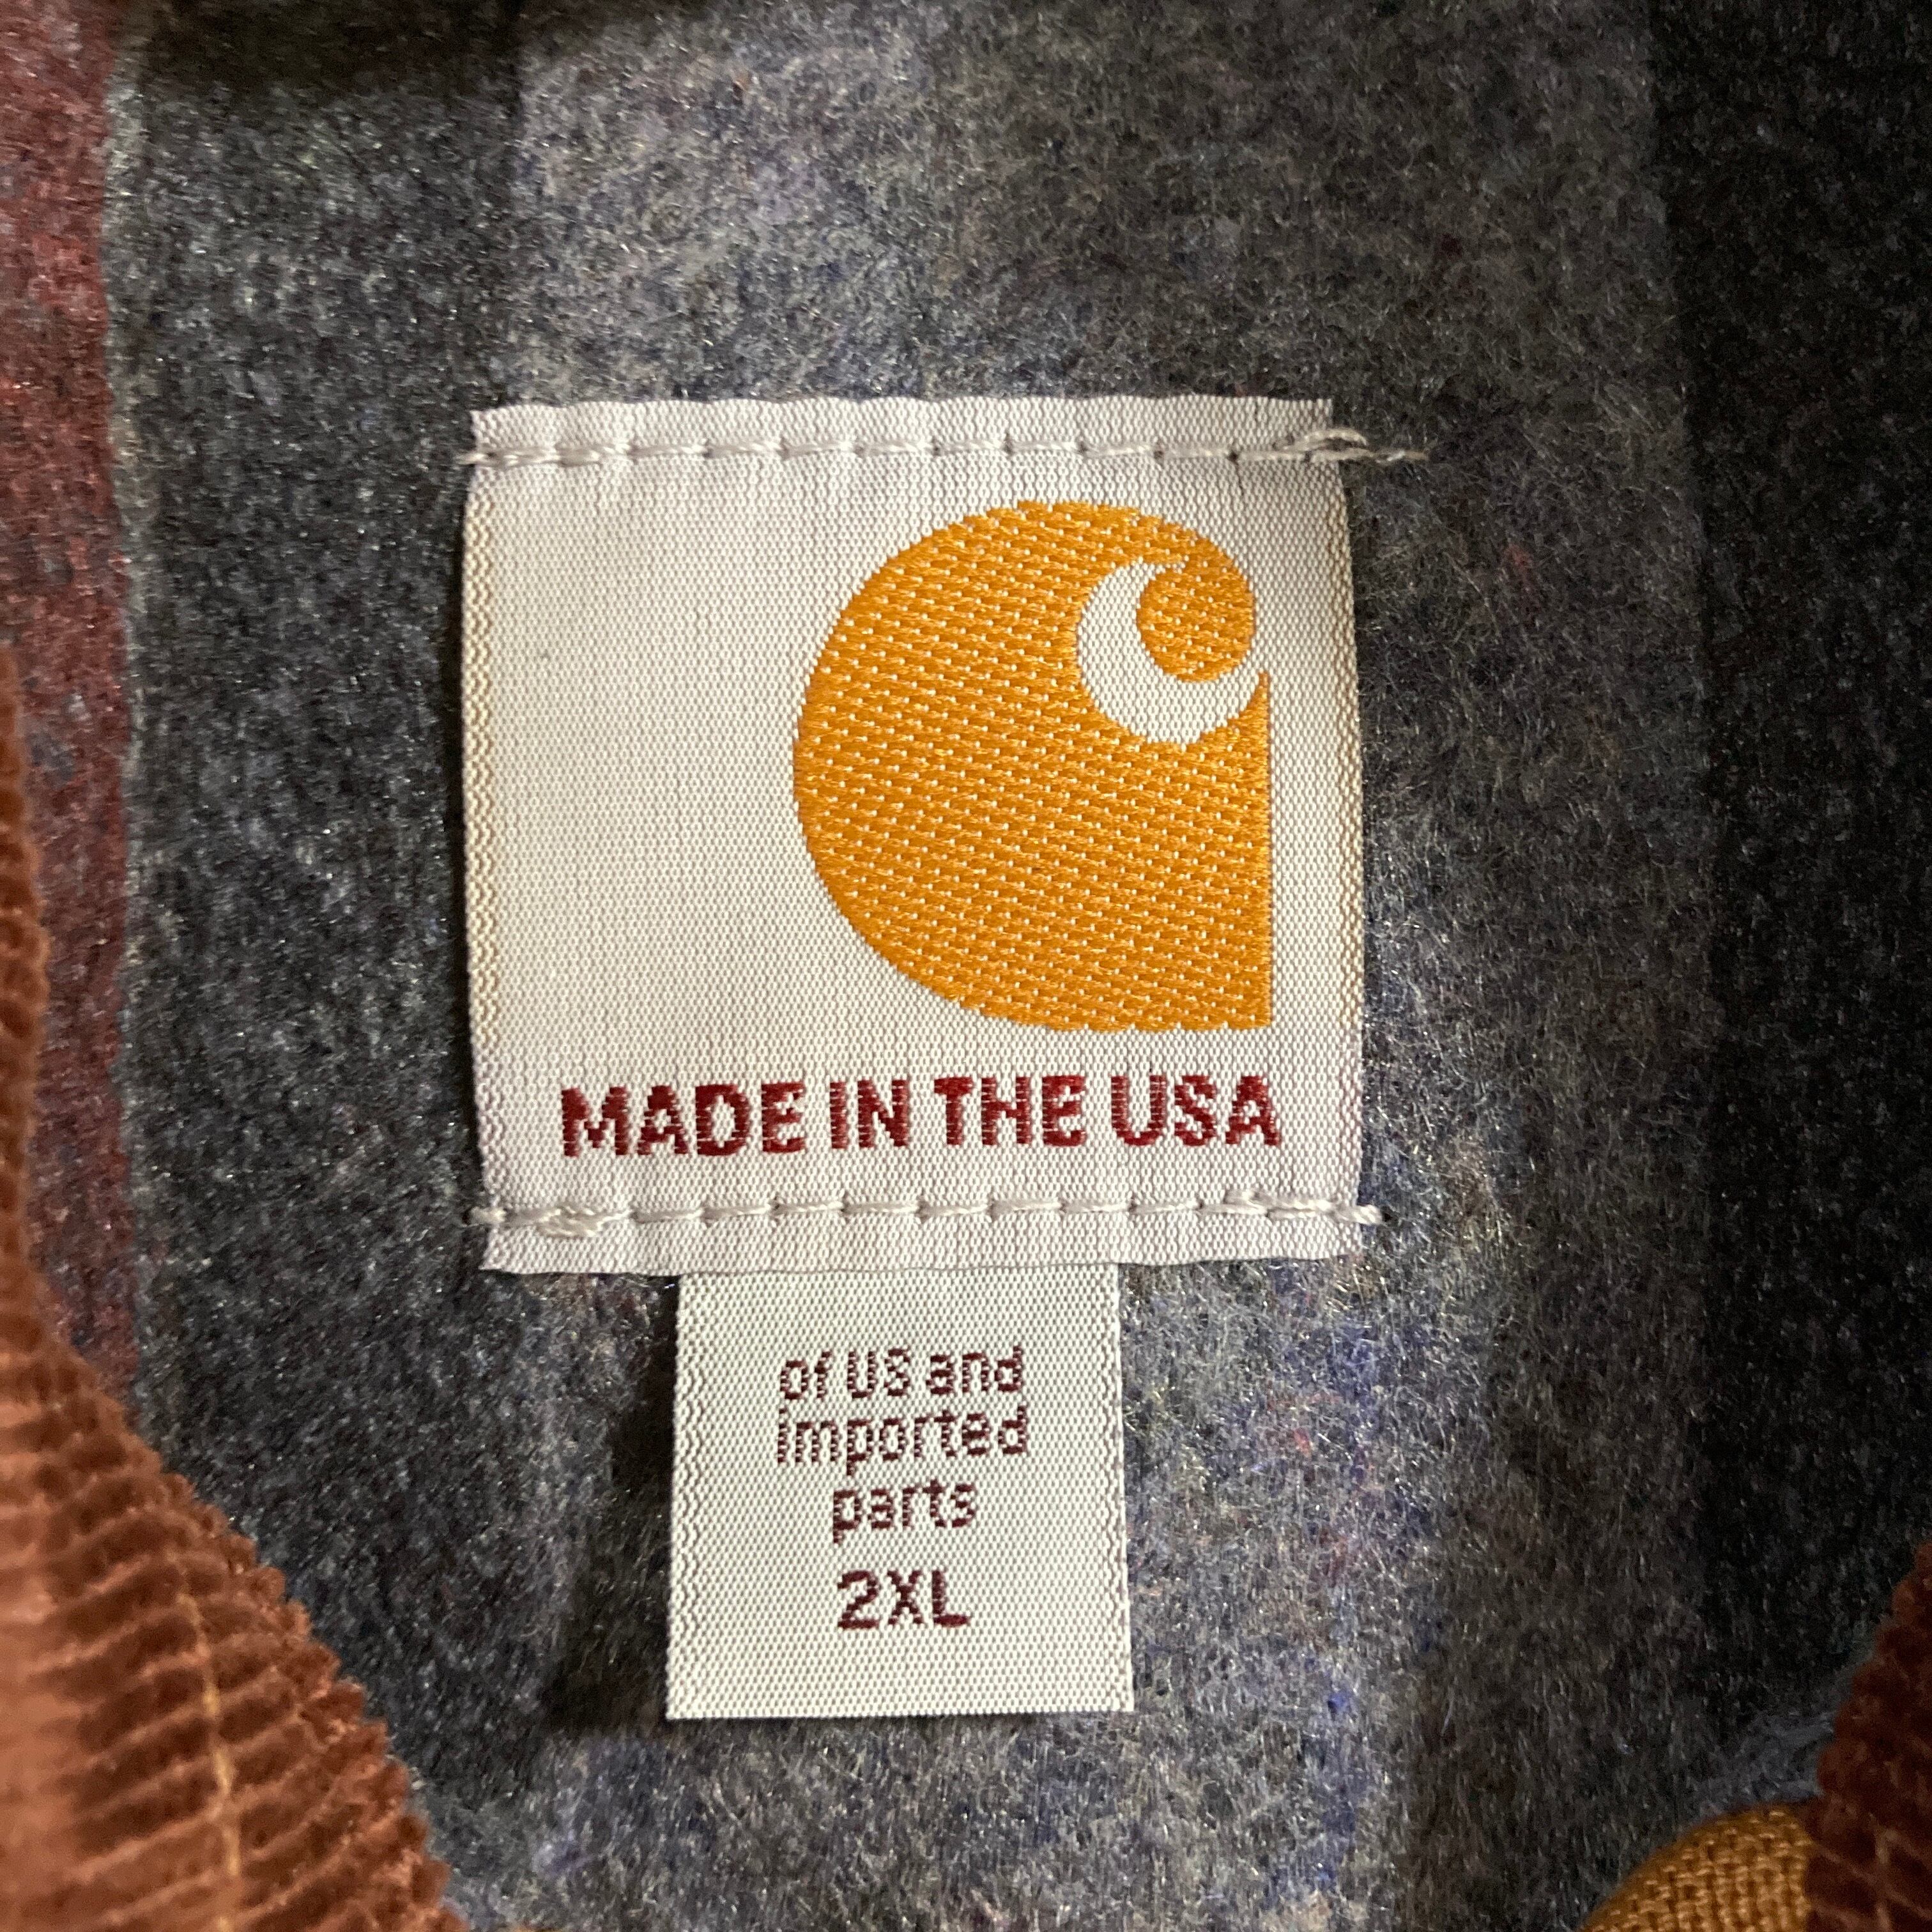 MADE IN THE USA
of US and
imported
parts
2XL